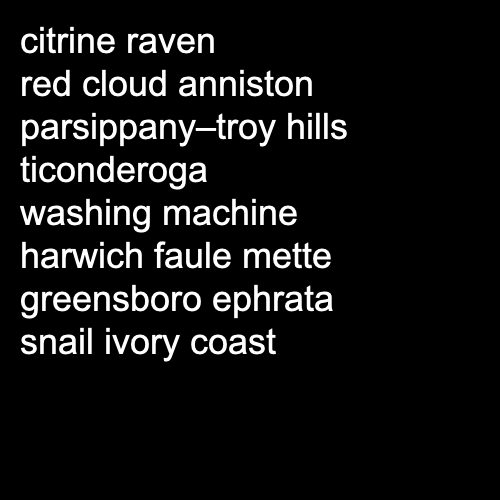 citrine raven
red cloud anniston
parsippany–troy hills
ticonderoga
washing machine
harwich faule mette
greensboro ephrata
snail ivory coast